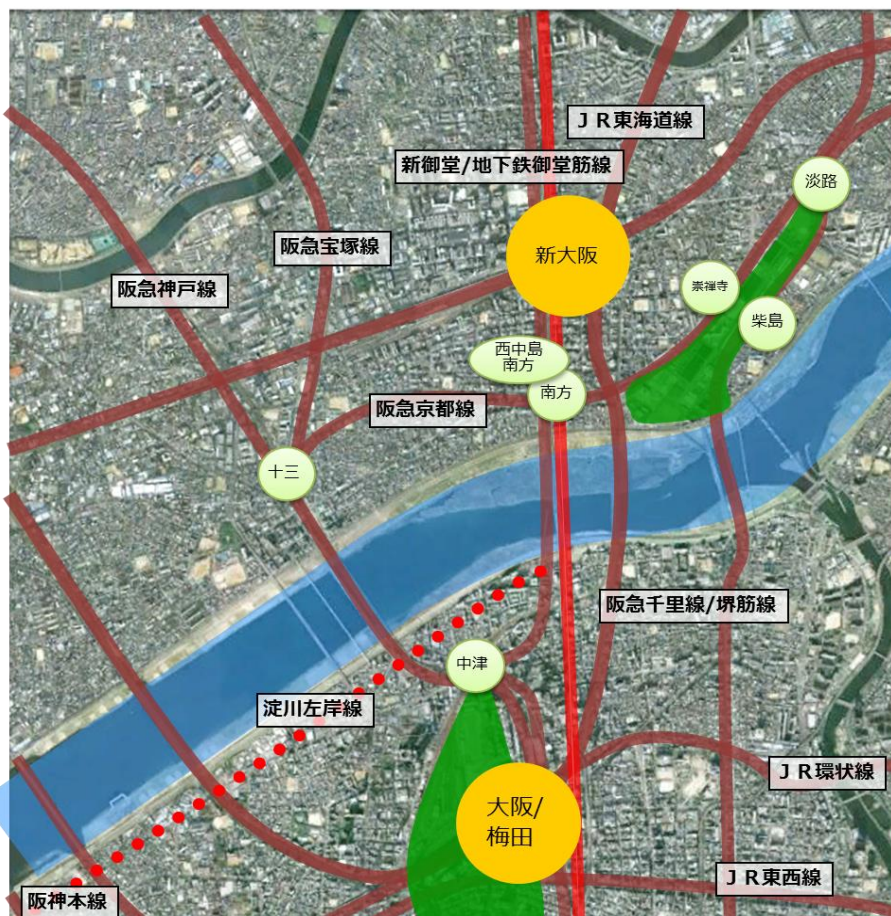 ＪＲ東海道線
新御堂/地下鉄御堂筋線
淡路
阪急宝塚線
新大阪
阪急神戸線
崇禅寺
柴島
西中島
南方
南方
阪急京都線
十三
阪急千里線/堺筋線
中津
淀川左岸線
ＪＲ環状線
大阪/
梅田
ＪＲ東西線
阪神本線